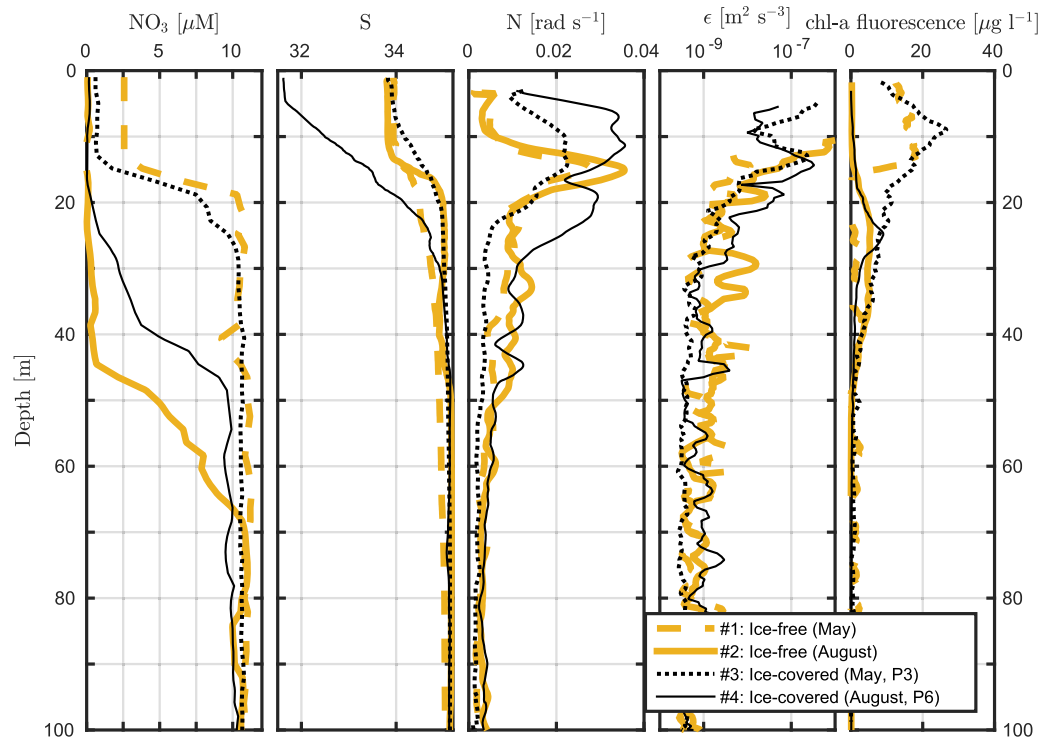 NO₃ [μM] S N [rad s⁻¹] ϵ [m² s⁻³] chl-a fluorescence [μg l⁻¹]
0 5 10 32 34 0 0.02 0.04 10⁻⁹ 10⁻⁷ 0 20 40
0 0
20 20
40 40
Depth [m]
60 60
80 80
#1: Ice-free (May)
#2: Ice-free (August)
#3: Ice-covered (May, P3)
#4: Ice-covered (August, P6)
100 100